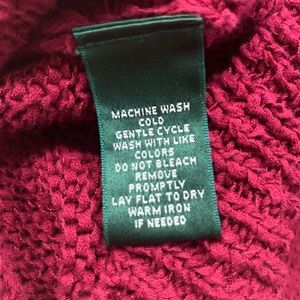 MACHINE WASH
COLD
GENTLE CYCLE
WASH WITH LIKE
COLORS
DO NOT BLEACH
REMOVE
PROMPTLY
LAY FLAT TO DRY
WARM IRON
IF NEEDED